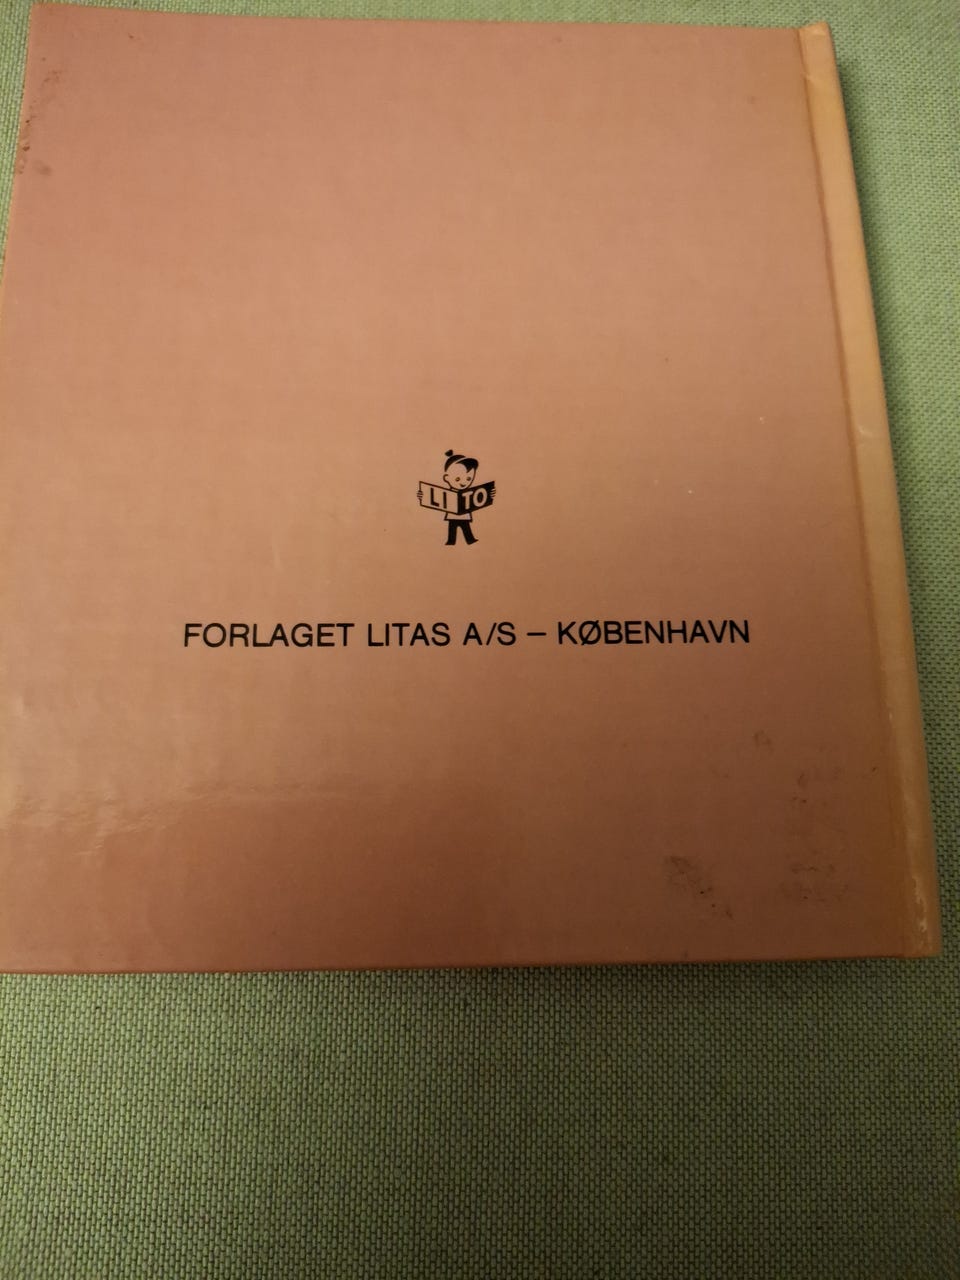 LI TO
FORLAGET LITAS A/S – KØBENHAVN